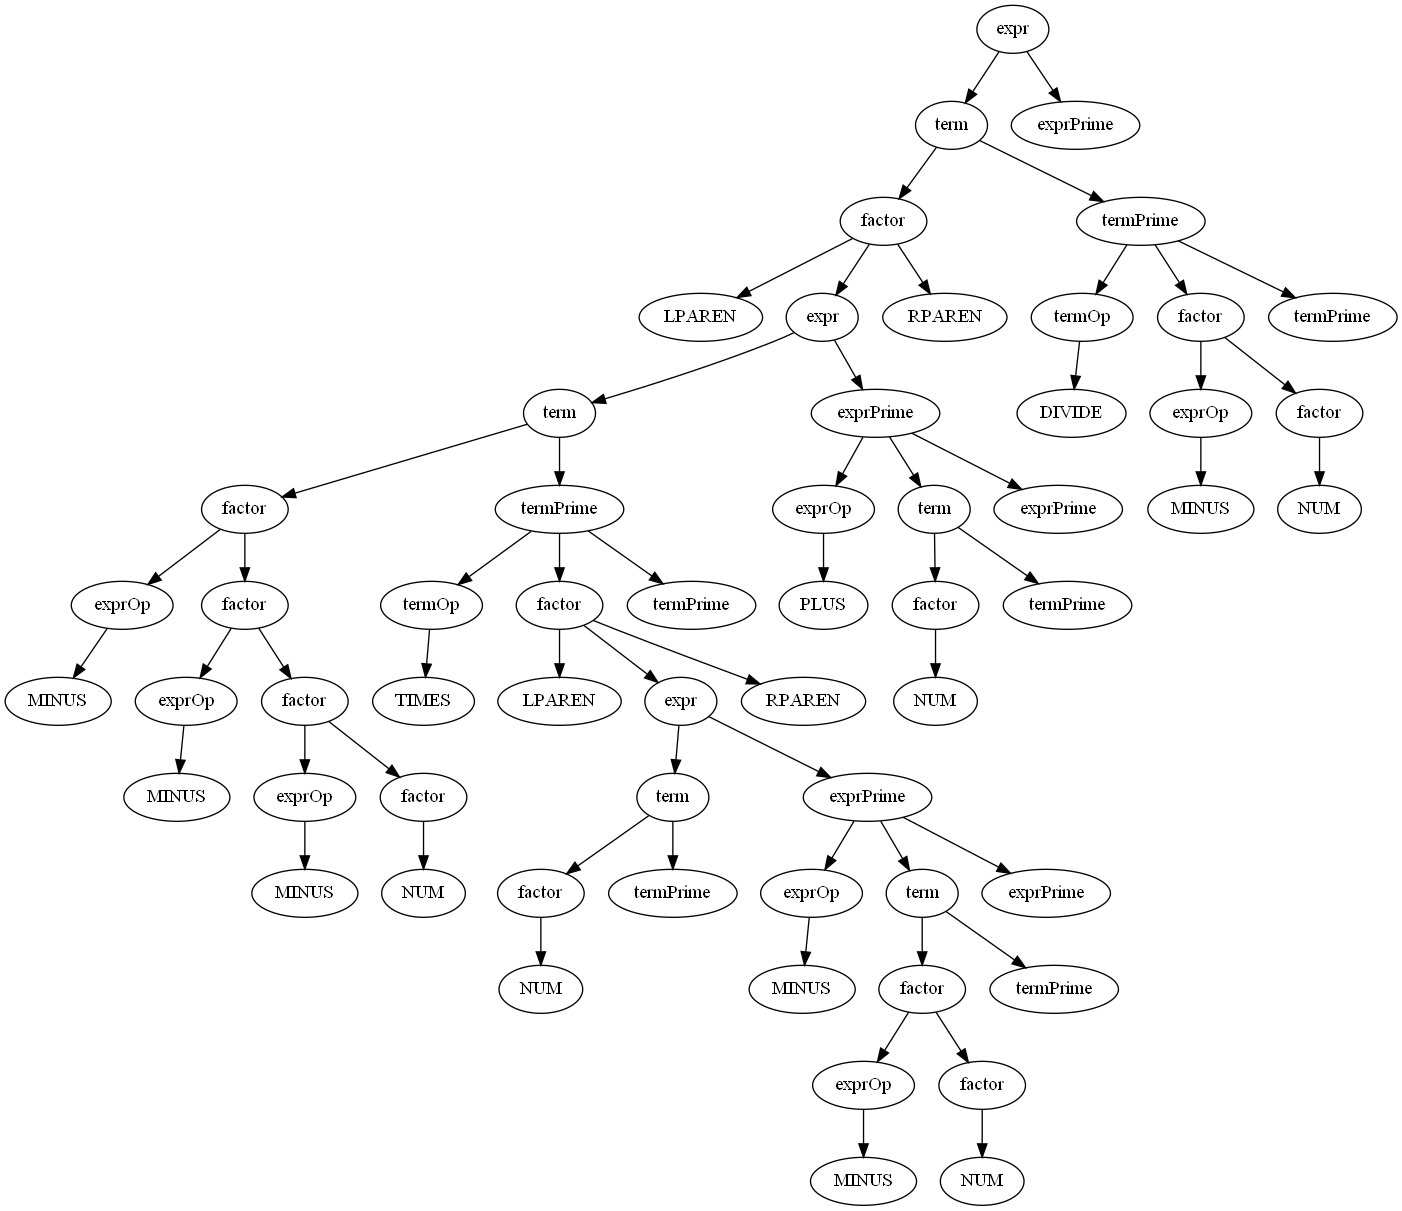 expr
term exprPrime
factor termPrime
LPAREN expr RPAREN termOp factor termPrime
term exprPrime DIVIDE exprOp factor
factor termPrime exprOp term exprPrime MINUS NUM
exprOp factor termOp factor termPrime PLUS factor termPrime
MINUS exprOp factor TIMES LPAREN expr RPAREN NUM
MINUS exprOp factor term exprPrime
MINUS NUM factor termPrime exprOp term exprPrime
NUM MINUS factor termPrime
exprOp factor
MINUS NUM